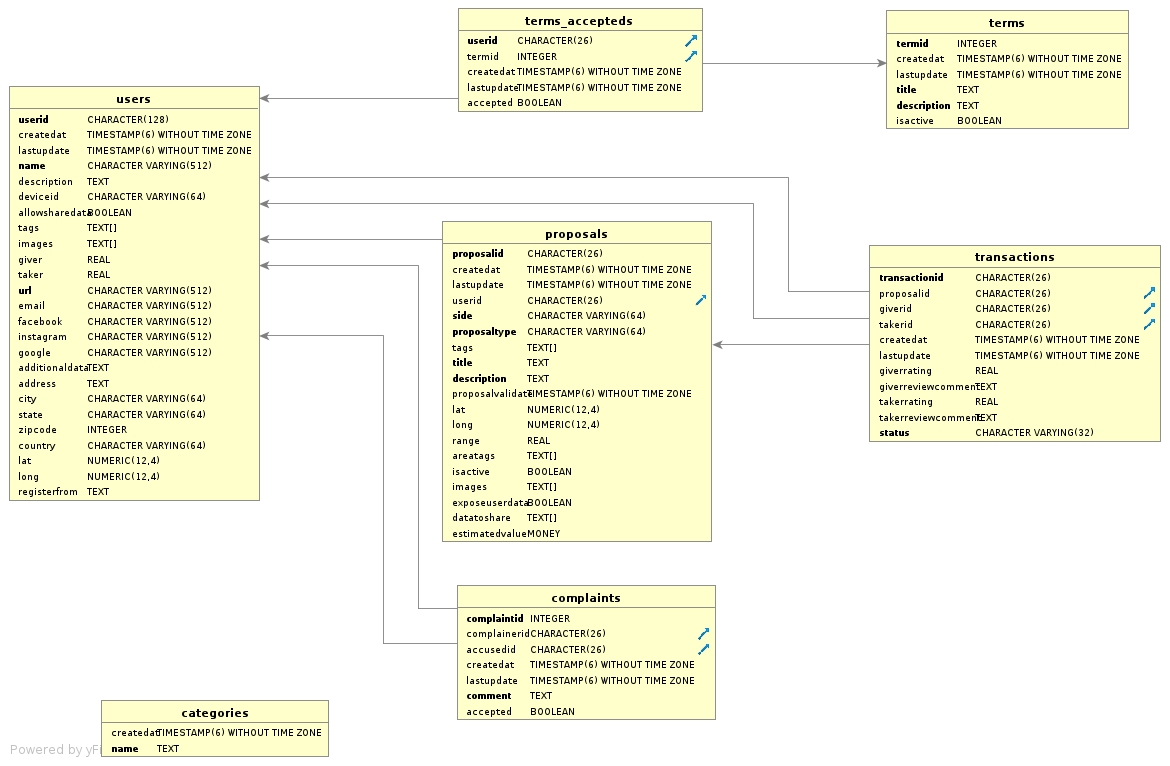 terms_accepteds
userid CHARACTER(26)
termid INTEGER
createdat TIMESTAMP(6) WITHOUT TIME ZONE
lastupdate TIMESTAMP(6) WITHOUT TIME ZONE
accepted BOOLEAN
terms
termid INTEGER
createdat TIMESTAMP(6) WITHOUT TIME ZONE
lastupdate TIMESTAMP(6) WITHOUT TIME ZONE
title TEXT
description TEXT
isactive BOOLEAN
users
userid CHARACTER(128)
createdat TIMESTAMP(6) WITHOUT TIME ZONE
lastupdate TIMESTAMP(6) WITHOUT TIME ZONE
name CHARACTER VARYING(512)
description TEXT
deviceid CHARACTER VARYING(64)
allowsharedata BOOLEAN
tags TEXT[]
images TEXT[]
giver REAL
taker REAL
url CHARACTER VARYING(512)
email CHARACTER VARYING(512)
facebook CHARACTER VARYING(512)
instagram CHARACTER VARYING(512)
google CHARACTER VARYING(512)
additionaldata TEXT
address TEXT
city CHARACTER VARYING(64)
state CHARACTER VARYING(64)
zipcode INTEGER
country CHARACTER VARYING(64)
lat NUMERIC(12,4)
long NUMERIC(12,4)
registerfrom TEXT
proposals
proposalid CHARACTER(26)
createdat TIMESTAMP(6) WITHOUT TIME ZONE
lastupdate TIMESTAMP(6) WITHOUT TIME ZONE
userid CHARACTER(26)
side CHARACTER VARYING(64)
proposaltype CHARACTER VARYING(64)
tags TEXT[]
title TEXT
description TEXT
proposalvalidate TIMESTAMP(6) WITHOUT TIME ZONE
lat NUMERIC(12,4)
long NUMERIC(12,4)
range REAL
areatags TEXT[]
isactive BOOLEAN
images TEXT[]
exposeuserdata BOOLEAN
datatoshare TEXT[]
estimatedvalue MONEY
transactions
transactionid CHARACTER(26)
proposalid CHARACTER(26)
giverid CHARACTER(26)
takerid CHARACTER(26)
createdat TIMESTAMP(6) WITHOUT TIME ZONE
lastupdate TIMESTAMP(6) WITHOUT TIME ZONE
giverrating REAL
giverreviewcomment TEXT
takerrating REAL
takerreviewcomment TEXT
status CHARACTER VARYING(32)
complaints
complaintid INTEGER
complainerid CHARACTER(26)
accusedid CHARACTER(26)
createdat TIMESTAMP(6) WITHOUT TIME ZONE
lastupdate TIMESTAMP(6) WITHOUT TIME ZONE
comment TEXT
accepted BOOLEAN
categories
createdat TIMESTAMP(6) WITHOUT TIME ZONE
name TEXT
Powered by yFi